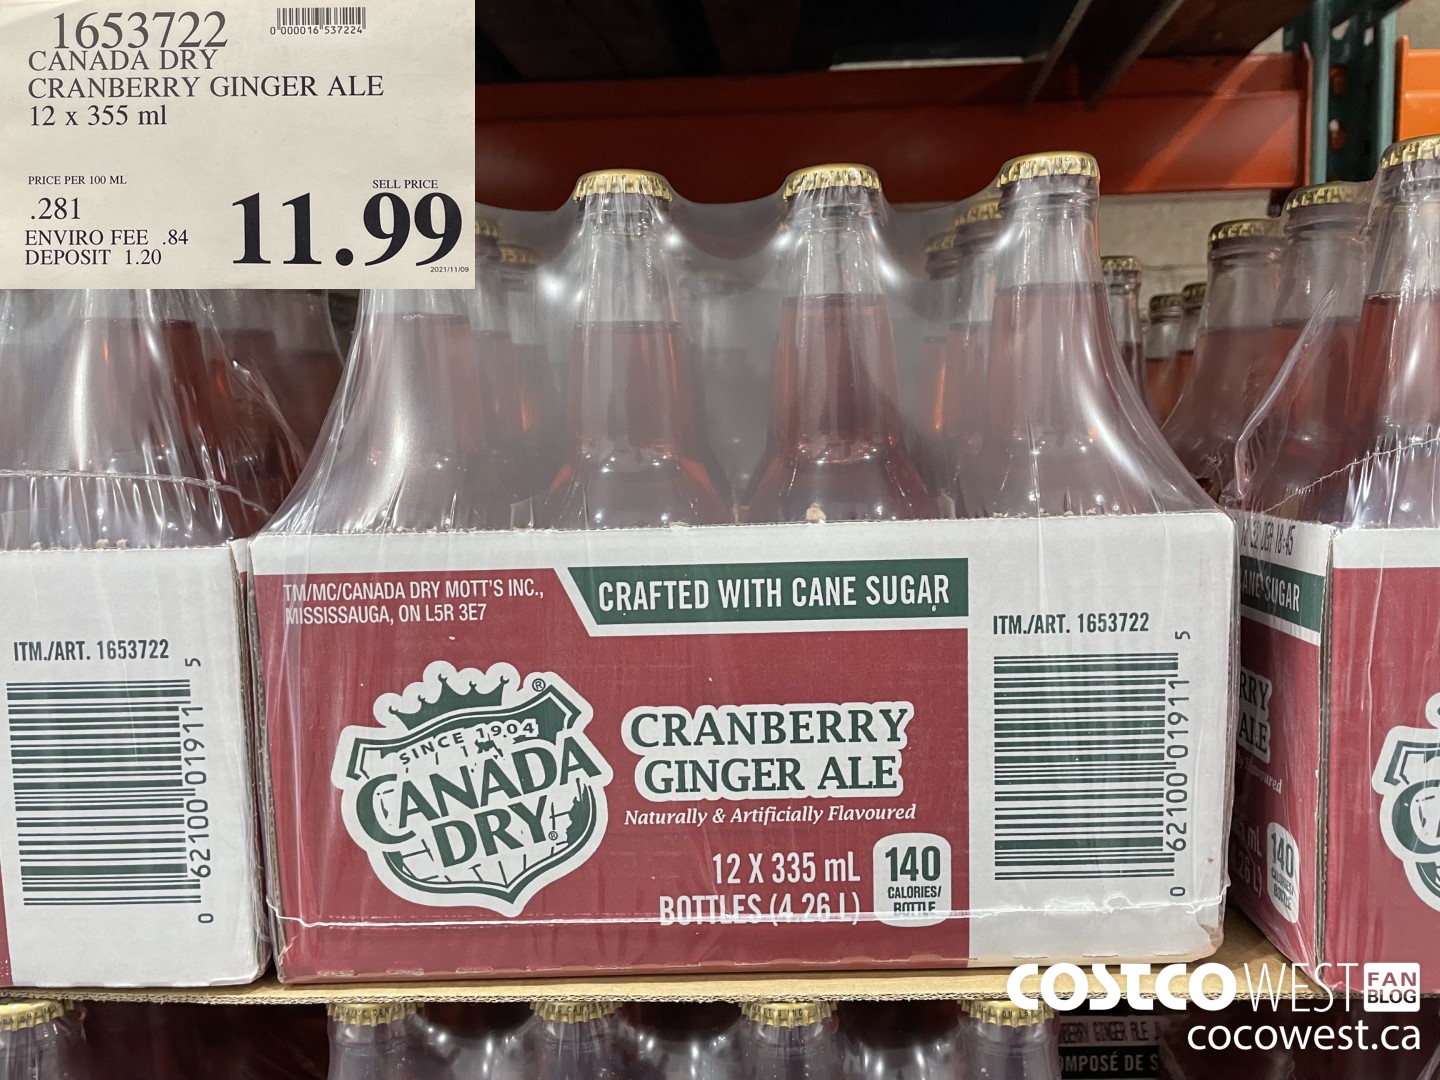 1653722
0 000016 537224
CANADA DRY
CRANBERRY GINGER ALE
12 x 355 ml
PRICE PER 100 ML
SELL PRICE
.281
11.99
ENVIRO FEE .84
DEPOSIT 1.20
2021/11/09
TM/MC/CANADA DRY MOTT'S INC.,
MISSISSAUGA, ON L5R 3E7
CRAFTED WITH CANE SUGAR
ITM./ART. 1653722
ITM./ART. 1653722
SINCE 1904
CANADA
DRY
CRANBERRY
GINGER ALE
Naturally & Artificially Flavoured
12 X 335 mL
BOTTLES (4.26 L)
140
CALORIES/
BOTTLE
0 62100 01911 5
0 62100 01911 5
SUGAR
RRY
ALE
140
COSTCO WEST FAN
BLOG
cocowest.ca